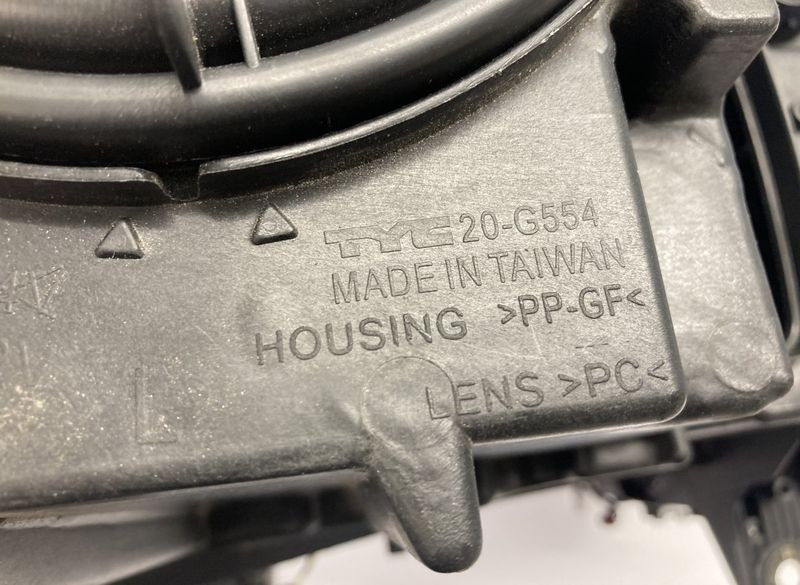 TYC 20-G554
MADE IN TAIWAN
HOUSING >PP-GF<
LENS >PC<
L